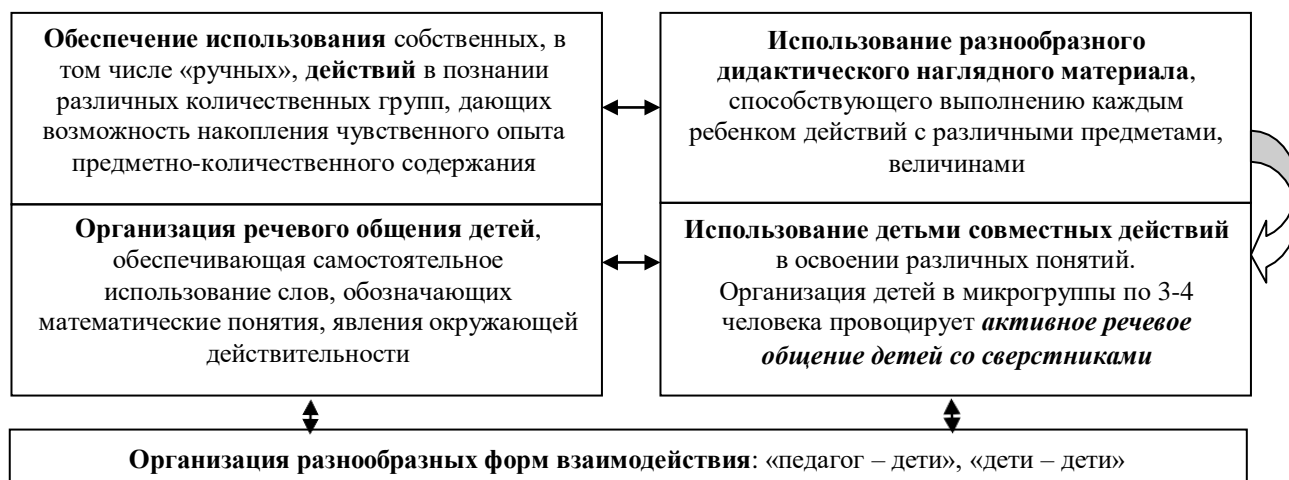 Обеспечение использования собственных, в
том числе «ручных», действий в познании
различных количественных групп, дающих
возможность накопления чувственного опыта
предметно-количественного содержания
Использование разнообразного
дидактического наглядного материала,
способствующего выполнению каждым
ребенком действий с различными предметами,
величинами
Организация речевого общения детей,
обеспечивающая самостоятельное
использование слов, обозначающих
математические понятия, явления окружающей
действительности
Использование детьми совместных действий
в освоении различных понятий.
Организация детей в микрогруппы по 3-4
человека провоцирует активное речевое
общение детей со сверстниками
Организация разнообразных форм взаимодействия: «педагог – дети», «дети – дети»